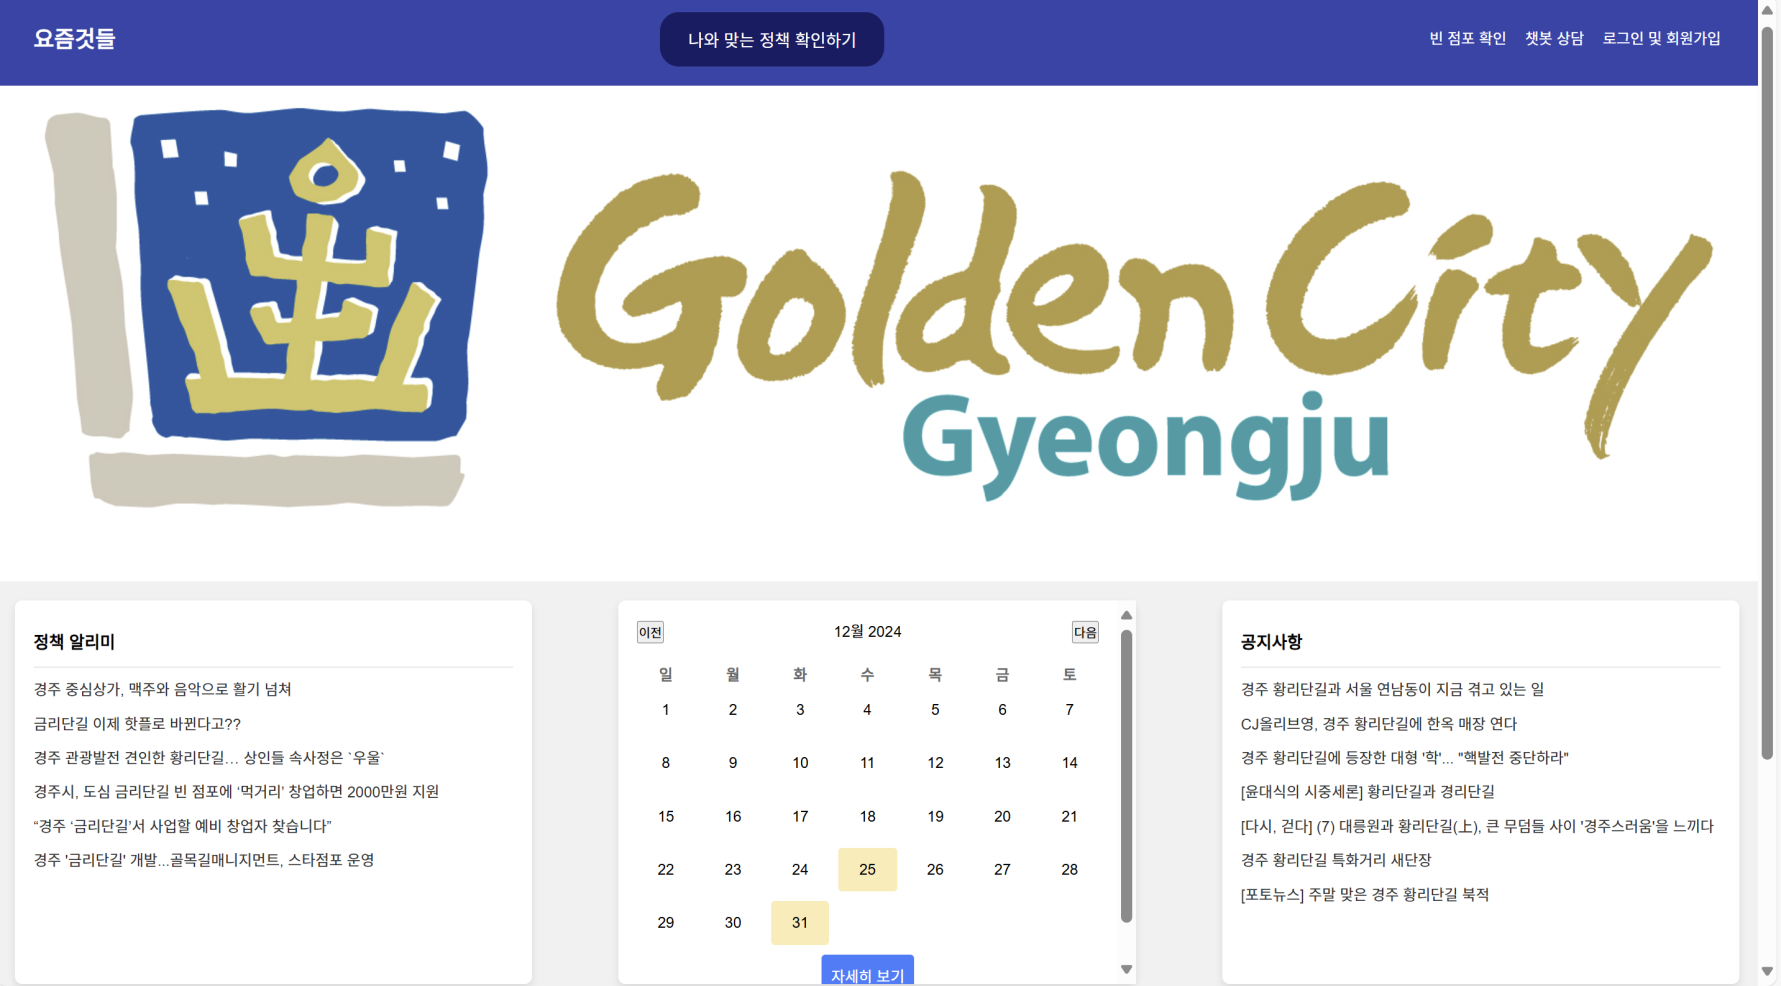 요즘것들
나와 맞는 정책 확인하기
빈 점포 확인
챗봇 상담
로그인 및 회원가입
Golden City
Gyeongju
정책 알리미
경주 중심상가, 맥주와 음악으로 활기 넘쳐
금리단길 이제 핫플로 바뀐다고??
경주 관광발전 견인한 황리단길… 상인들 속사정은 `우울`
경주시, 도심 금리단길 빈 점포에 ‘먹거리’ 창업하면 2000만원 지원
“경주 ‘금리단길’서 사업할 예비 창업자 찾습니다”
경주 '금리단길' 개발...골목길매니지먼트, 스타점포 운영
이전
12월 2024
다음
일 월 화 수 목 금 토
1 2 3 4 5 6 7
8 9 10 11 12 13 14
15 16 17 18 19 20 21
22 23 24 25 26 27 28
29 30 31
자세히 보기
공지사항
경주 황리단길과 서울 연남동이 지금 겪고 있는 일
CJ올리브영, 경주 황리단길에 한옥 매장 연다
경주 황리단길에 등장한 대형 '학'... "핵발전 중단하라"
[윤대식의 시중세론] 황리단길과 경리단길
[다시, 걷다] (7) 대릉원과 황리단길(上), 큰 무덤들 사이 '경주스러움'을 느끼다
경주 황리단길 특화거리 새단장
[포토뉴스] 주말 맞은 경주 황리단길 북적